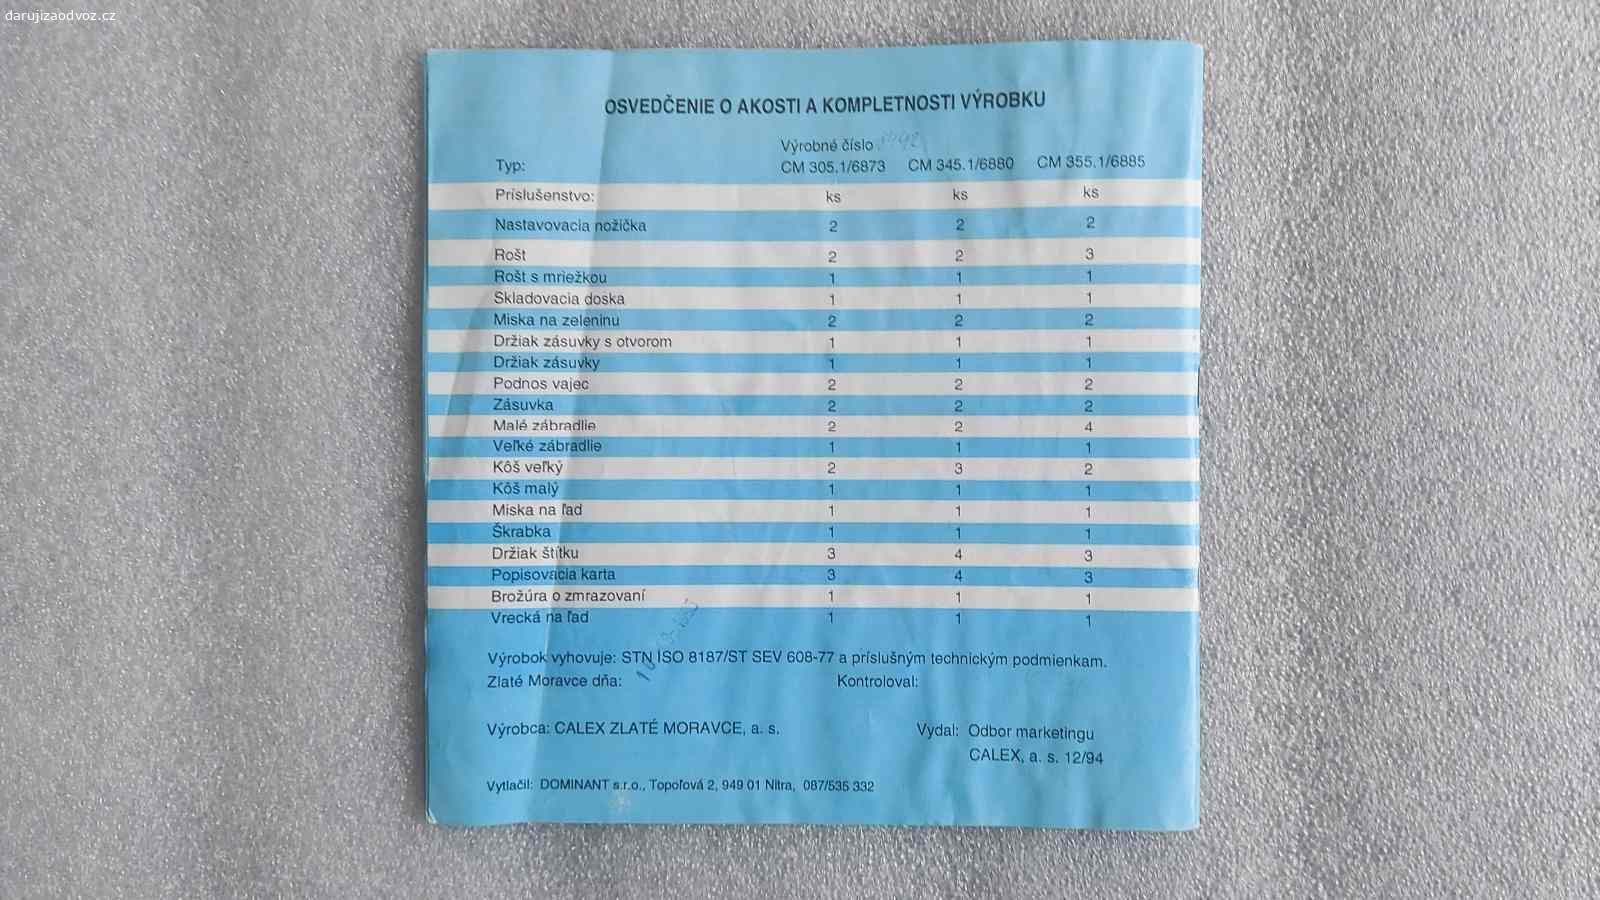 darujizaodvoz.cz
OSVEDČENIE O AKOSTI A KOMPLETNOSTI VÝROBKU
Výrobné číslo
Typ: CM 305.1/6873 CM 345.1/6880 CM 355.1/6885
Príslušenstvo: ks ks ks
Nastavovacia nožička 2 2 2
Rošt 2 2 3
Rošt s mriežkou 1 1 1
Skladovacia doska 1 1 1
Miska na zeleninu 2 2 2
Držiak zásuvky s otvorom 1 1 1
Držiak zásuvky 1 1 1
Podnos vajec 2 2 2
Zásuvka 2 2 2
Malé zábradlie 2 2 4
Veľké zábradlie 1 1 1
Kôš veľký 2 3 2
Kôš malý 1 1 1
Miska na ľad 1 1 1
Škrabka 1 1 1
Držiak štítku 3 4 3
Popisovacia karta 3 4 3
Brožúra o zmrazovaní 1 1 1
Vrecká na ľad 1 1 1
Výrobok vyhovuje: STN ISO 8187/ST SEV 608-77 a príslušným technickým podmienkam.
Zlaté Moravce dňa: Kontroloval:
Výrobca: CALEX ZLATÉ MORAVCE, a. s. Vydal: Odbor marketingu
CALEX, a. s. 12/94
Vytlačil: DOMINANT s.r.o., Topoľová 2, 949 01 Nitra, 087/535 332